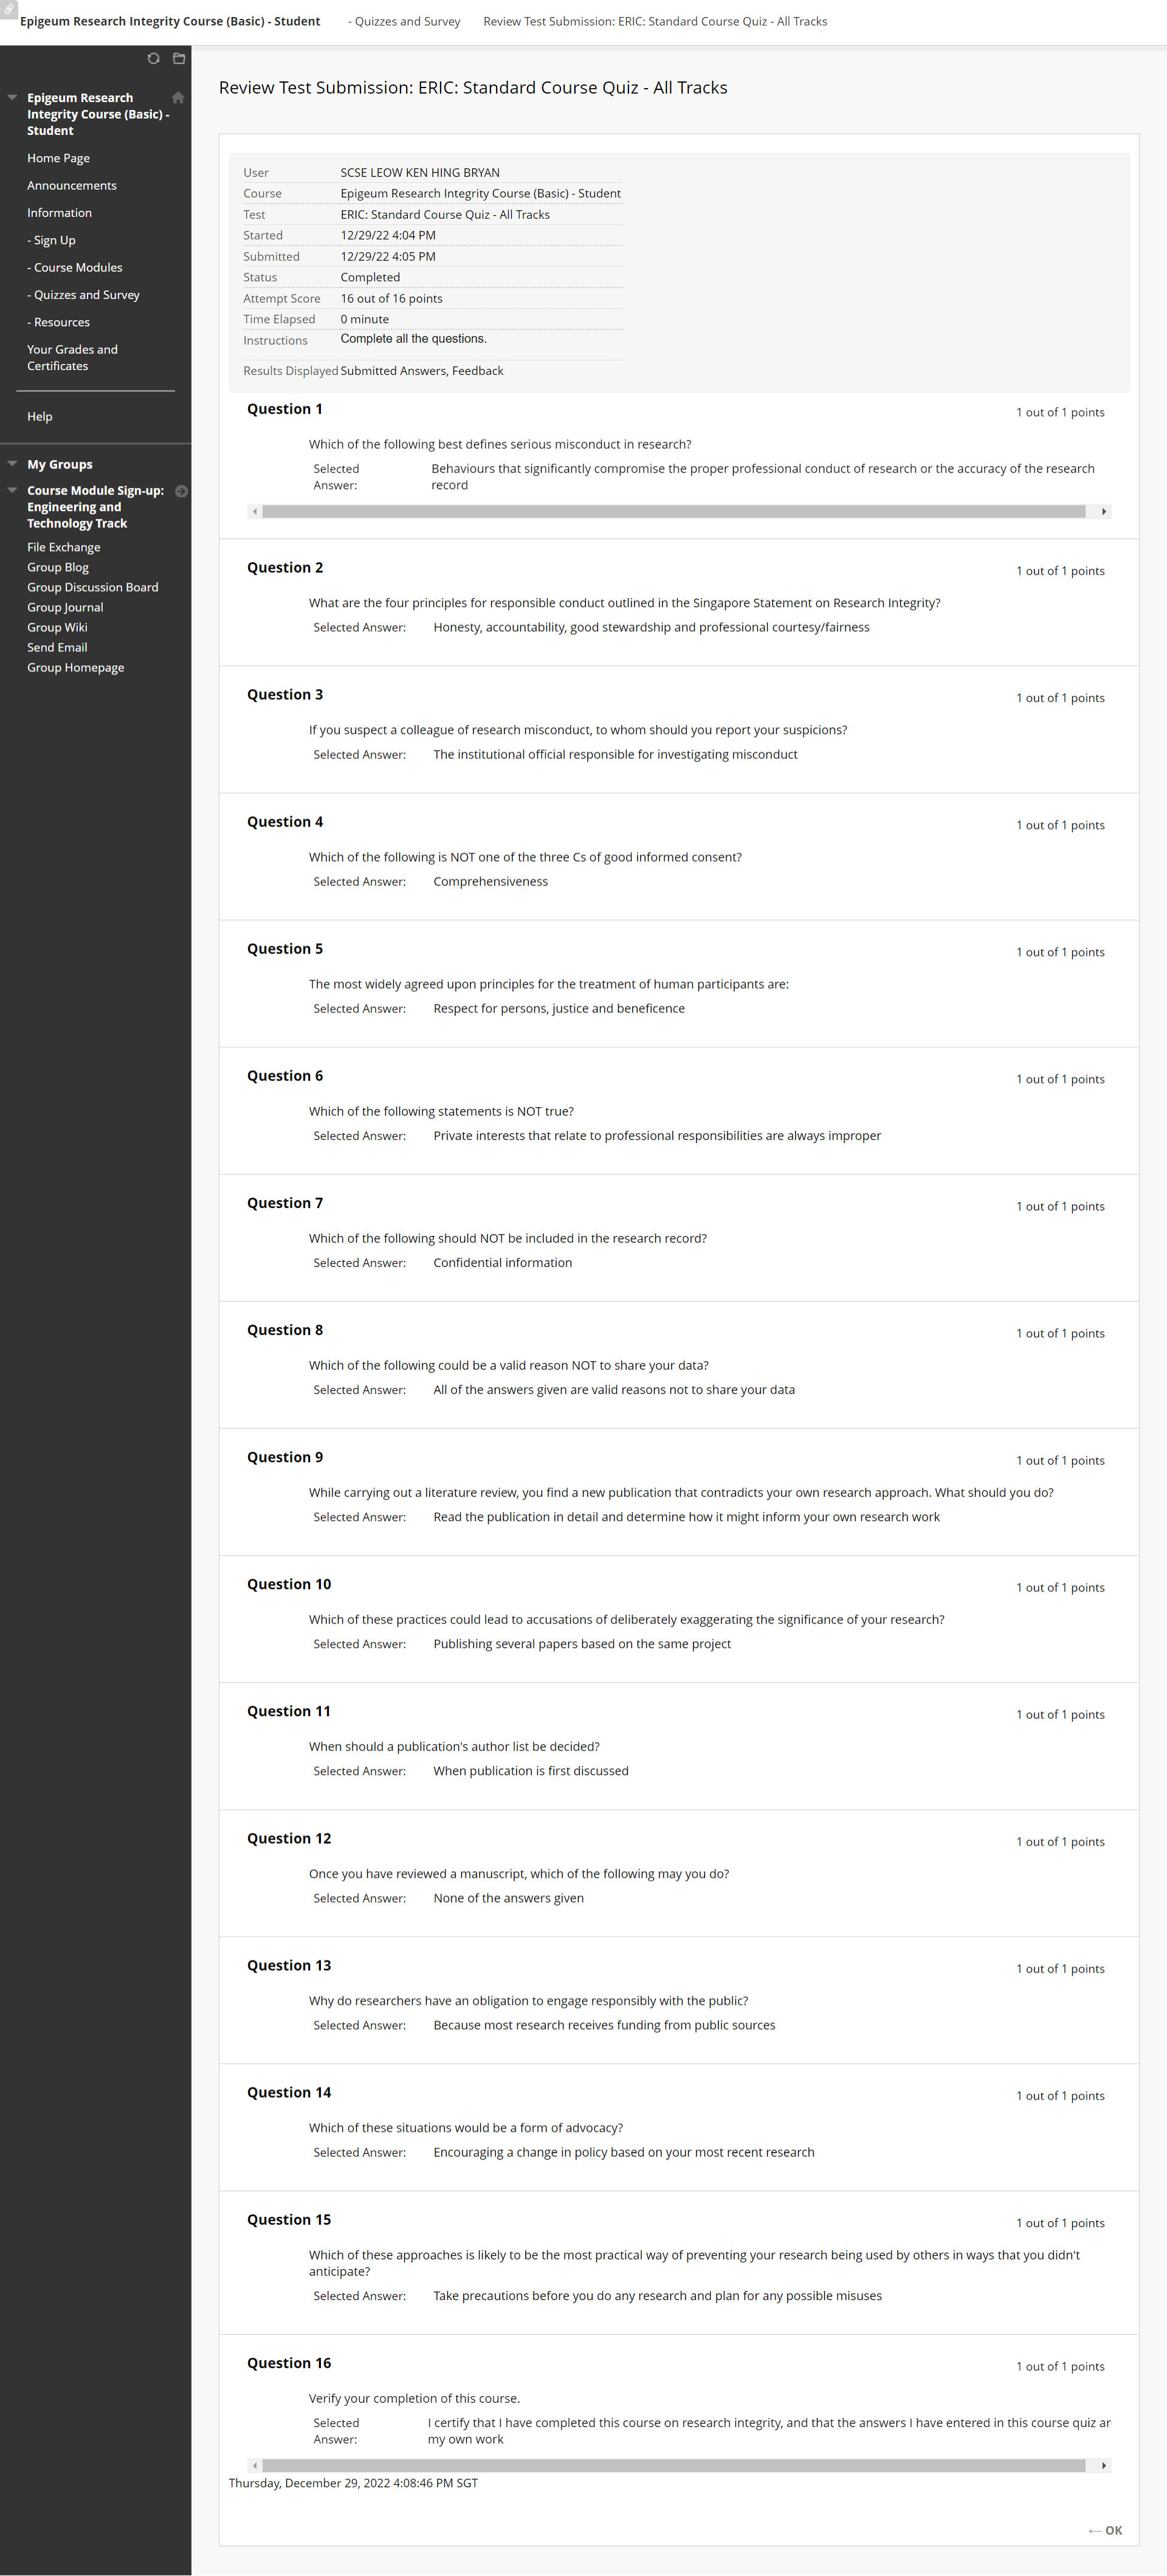 Epigeum Research Integrity Course (Basic) - Student - Quizzes and Survey Review Test Submission: ERIC: Standard Course Quiz - All Tracks
Epigeum Research
Integrity Course (Basic) -
Student
Home Page
Announcements
Information
- Sign Up
- Course Modules
- Quizzes and Survey
- Resources
Your Grades and
Certificates
Help
My Groups
Course Module Sign-up:
Engineering and
Technology Track
File Exchange
Group Blog
Group Discussion Board
Group Journal
Group Wiki
Send Email
Group Homepage
Review Test Submission: ERIC: Standard Course Quiz - All Tracks
User SCSE LEOW KEN HING BRYAN
Course Epigeum Research Integrity Course (Basic) - Student
Test ERIC: Standard Course Quiz - All Tracks
Started 12/29/22 4:04 PM
Submitted 12/29/22 4:05 PM
Status Completed
Attempt Score 16 out of 16 points
Time Elapsed 0 minute
Instructions Complete all the questions.
Results Displayed Submitted Answers, Feedback
Question 1 1 out of 1 points
Which of the following best defines serious misconduct in research?
Selected Behaviours that significantly compromise the proper professional conduct of research or the accuracy of the research
Answer: record
Question 2 1 out of 1 points
What are the four principles for responsible conduct outlined in the Singapore Statement on Research Integrity?
Selected Answer: Honesty, accountability, good stewardship and professional courtesy/fairness
Question 3 1 out of 1 points
If you suspect a colleague of research misconduct, to whom should you report your suspicions?
Selected Answer: The institutional official responsible for investigating misconduct
Question 4 1 out of 1 points
Which of the following is NOT one of the three Cs of good informed consent?
Selected Answer: Comprehensiveness
Question 5 1 out of 1 points
The most widely agreed upon principles for the treatment of human participants are:
Selected Answer: Respect for persons, justice and beneficence
Question 6 1 out of 1 points
Which of the following statements is NOT true?
Selected Answer: Private interests that relate to professional responsibilities are always improper
Question 7 1 out of 1 points
Which of the following should NOT be included in the research record?
Selected Answer: Confidential information
Question 8 1 out of 1 points
Which of the following could be a valid reason NOT to share your data?
Selected Answer: All of the answers given are valid reasons not to share your data
Question 9 1 out of 1 points
While carrying out a literature review, you find a new publication that contradicts your own research approach. What should you do?
Selected Answer: Read the publication in detail and determine how it might inform your own research work
Question 10 1 out of 1 points
Which of these practices could lead to accusations of deliberately exaggerating the significance of your research?
Selected Answer: Publishing several papers based on the same project
Question 11 1 out of 1 points
When should a publication's author list be decided?
Selected Answer: When publication is first discussed
Question 12 1 out of 1 points
Once you have reviewed a manuscript, which of the following may you do?
Selected Answer: None of the answers given
Question 13 1 out of 1 points
Why do researchers have an obligation to engage responsibly with the public?
Selected Answer: Because most research receives funding from public sources
Question 14 1 out of 1 points
Which of these situations would be a form of advocacy?
Selected Answer: Encouraging a change in policy based on your most recent research
Question 15 1 out of 1 points
Which of these approaches is likely to be the most practical way of preventing your research being used by others in ways that you didn't
anticipate?
Selected Answer: Take precautions before you do any research and plan for any possible misuses
Question 16 1 out of 1 points
Verify your completion of this course.
Selected I certify that I have completed this course on research integrity, and that the answers I have entered in this course quiz ar
Answer: my own work
Thursday, December 29, 2022 4:08:46 PM SGT
← OK